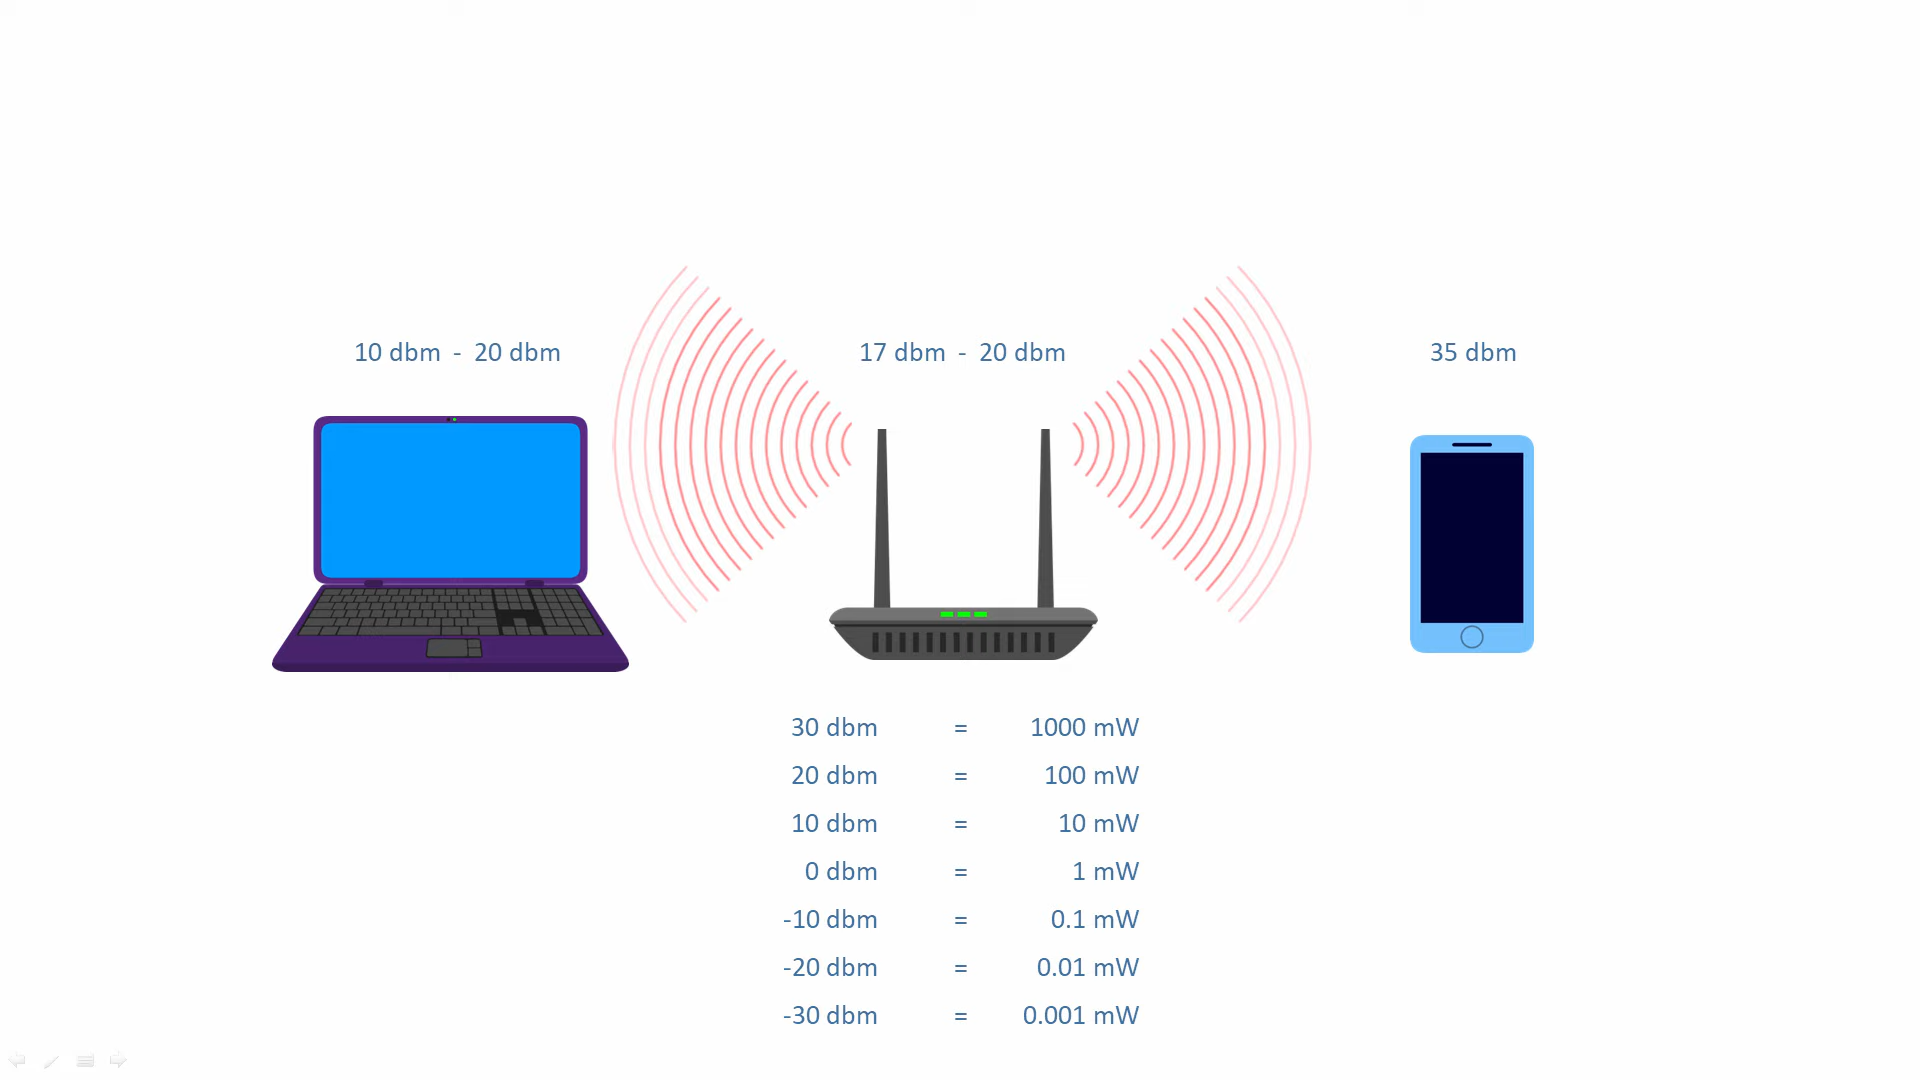 10 dbm - 20 dbm
17 dbm - 20 dbm
35 dbm
30 dbm = 1000 mW
20 dbm = 100 mW
10 dbm = 10 mW
0 dbm = 1 mW
-10 dbm = 0.1 mW
-20 dbm = 0.01 mW
-30 dbm = 0.001 mW